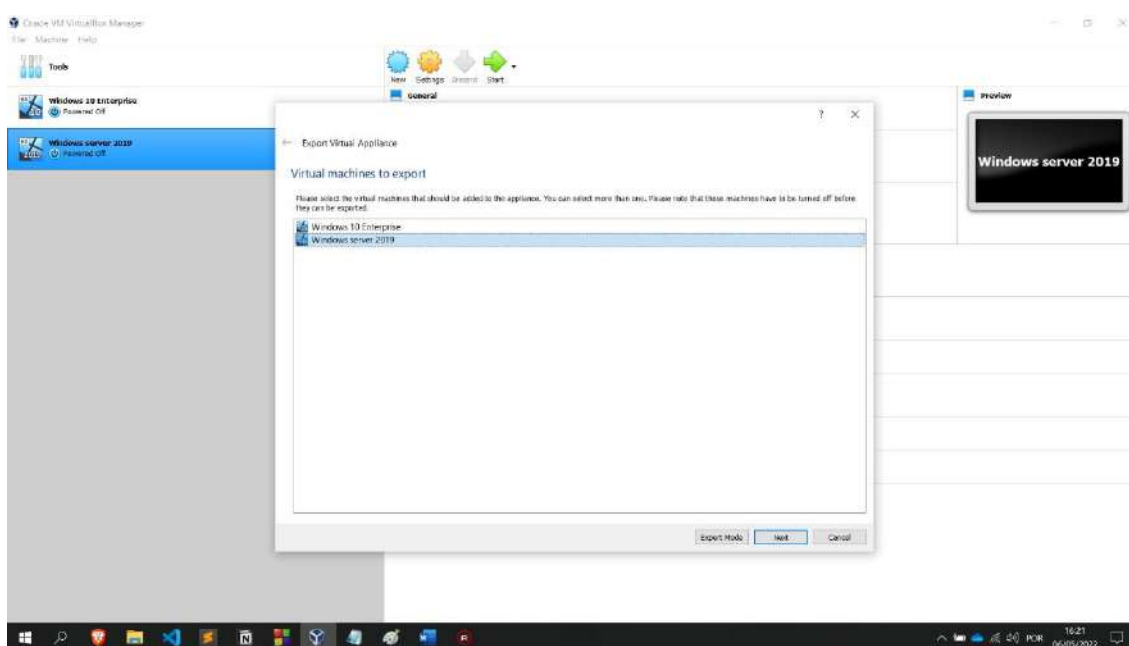 Oracle VM VirtualBox Manager
File Machine Help
Tools
New Settings Discard Start
Windows 10 Enterprise
Powered Off
Windows server 2019
Powered Off
General
Preview
Windows server 2019
? ×
← Export Virtual Appliance
Virtual machines to export
Please select the virtual machines that should be added to the appliance. You can select more than one. Please note that these machines have to be turned off before
they can be exported.
Windows 10 Enterprise
Windows server 2019
Expert Mode Next Cancel
POR
16:21
06/05/2022